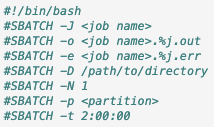 #!/bin/bash
#SBATCH -J <job name>
#SBATCH -o <job name>.%j.out
#SBATCH -e <job name>.%j.err
#SBATCH -D /path/to/directory
#SBATCH -N 1
#SBATCH -p <partition>
#SBATCH -t 2:00:00